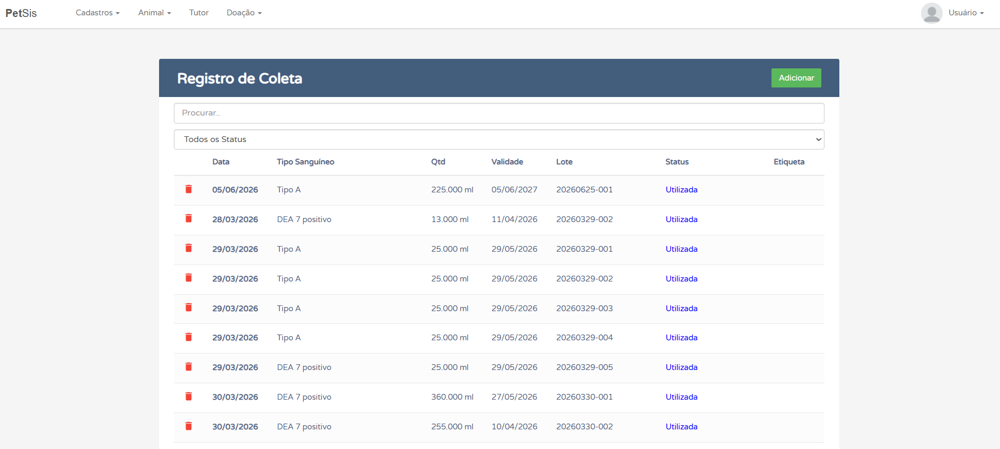 PetSis Cadastros Animal Tutor Doação Usuário
Registro de Coleta Adicionar
Procurar..
Todos os Status
Data Tipo Sanguíneo Qtd Validade Lote Status Etiqueta
05/06/2026 Tipo A 225.000 ml 05/06/2027 20260625-001 Utilizada
28/03/2026 DEA 7 positivo 13.000 ml 11/04/2026 20260329-002 Utilizada
29/03/2026 Tipo A 25.000 ml 29/05/2026 20260329-001 Utilizada
29/03/2026 Tipo A 25.000 ml 29/05/2026 20260329-002 Utilizada
29/03/2026 Tipo A 25.000 ml 29/05/2026 20260329-003 Utilizada
29/03/2026 Tipo A 25.000 ml 29/05/2026 20260329-004 Utilizada
29/03/2026 DEA 7 positivo 25.000 ml 29/05/2026 20260329-005 Utilizada
30/03/2026 DEA 7 positivo 360.000 ml 27/05/2026 20260330-001 Utilizada
30/03/2026 DEA 7 positivo 255.000 ml 10/04/2026 20260330-002 Utilizada